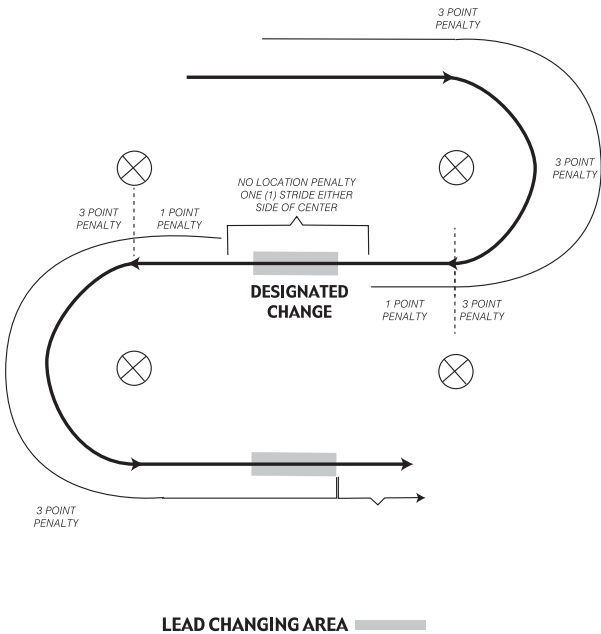 3 POINT
PENALTY
3 POINT
PENALTY
NO LOCATION PENALTY
ONE (1) STRIDE EITHER
SIDE OF CENTER
3 POINT
PENALTY
1 POINT
PENALTY
DESIGNATED
CHANGE
1 POINT
PENALTY
3 POINT
PENALTY
3 POINT
PENALTY
LEAD CHANGING AREA